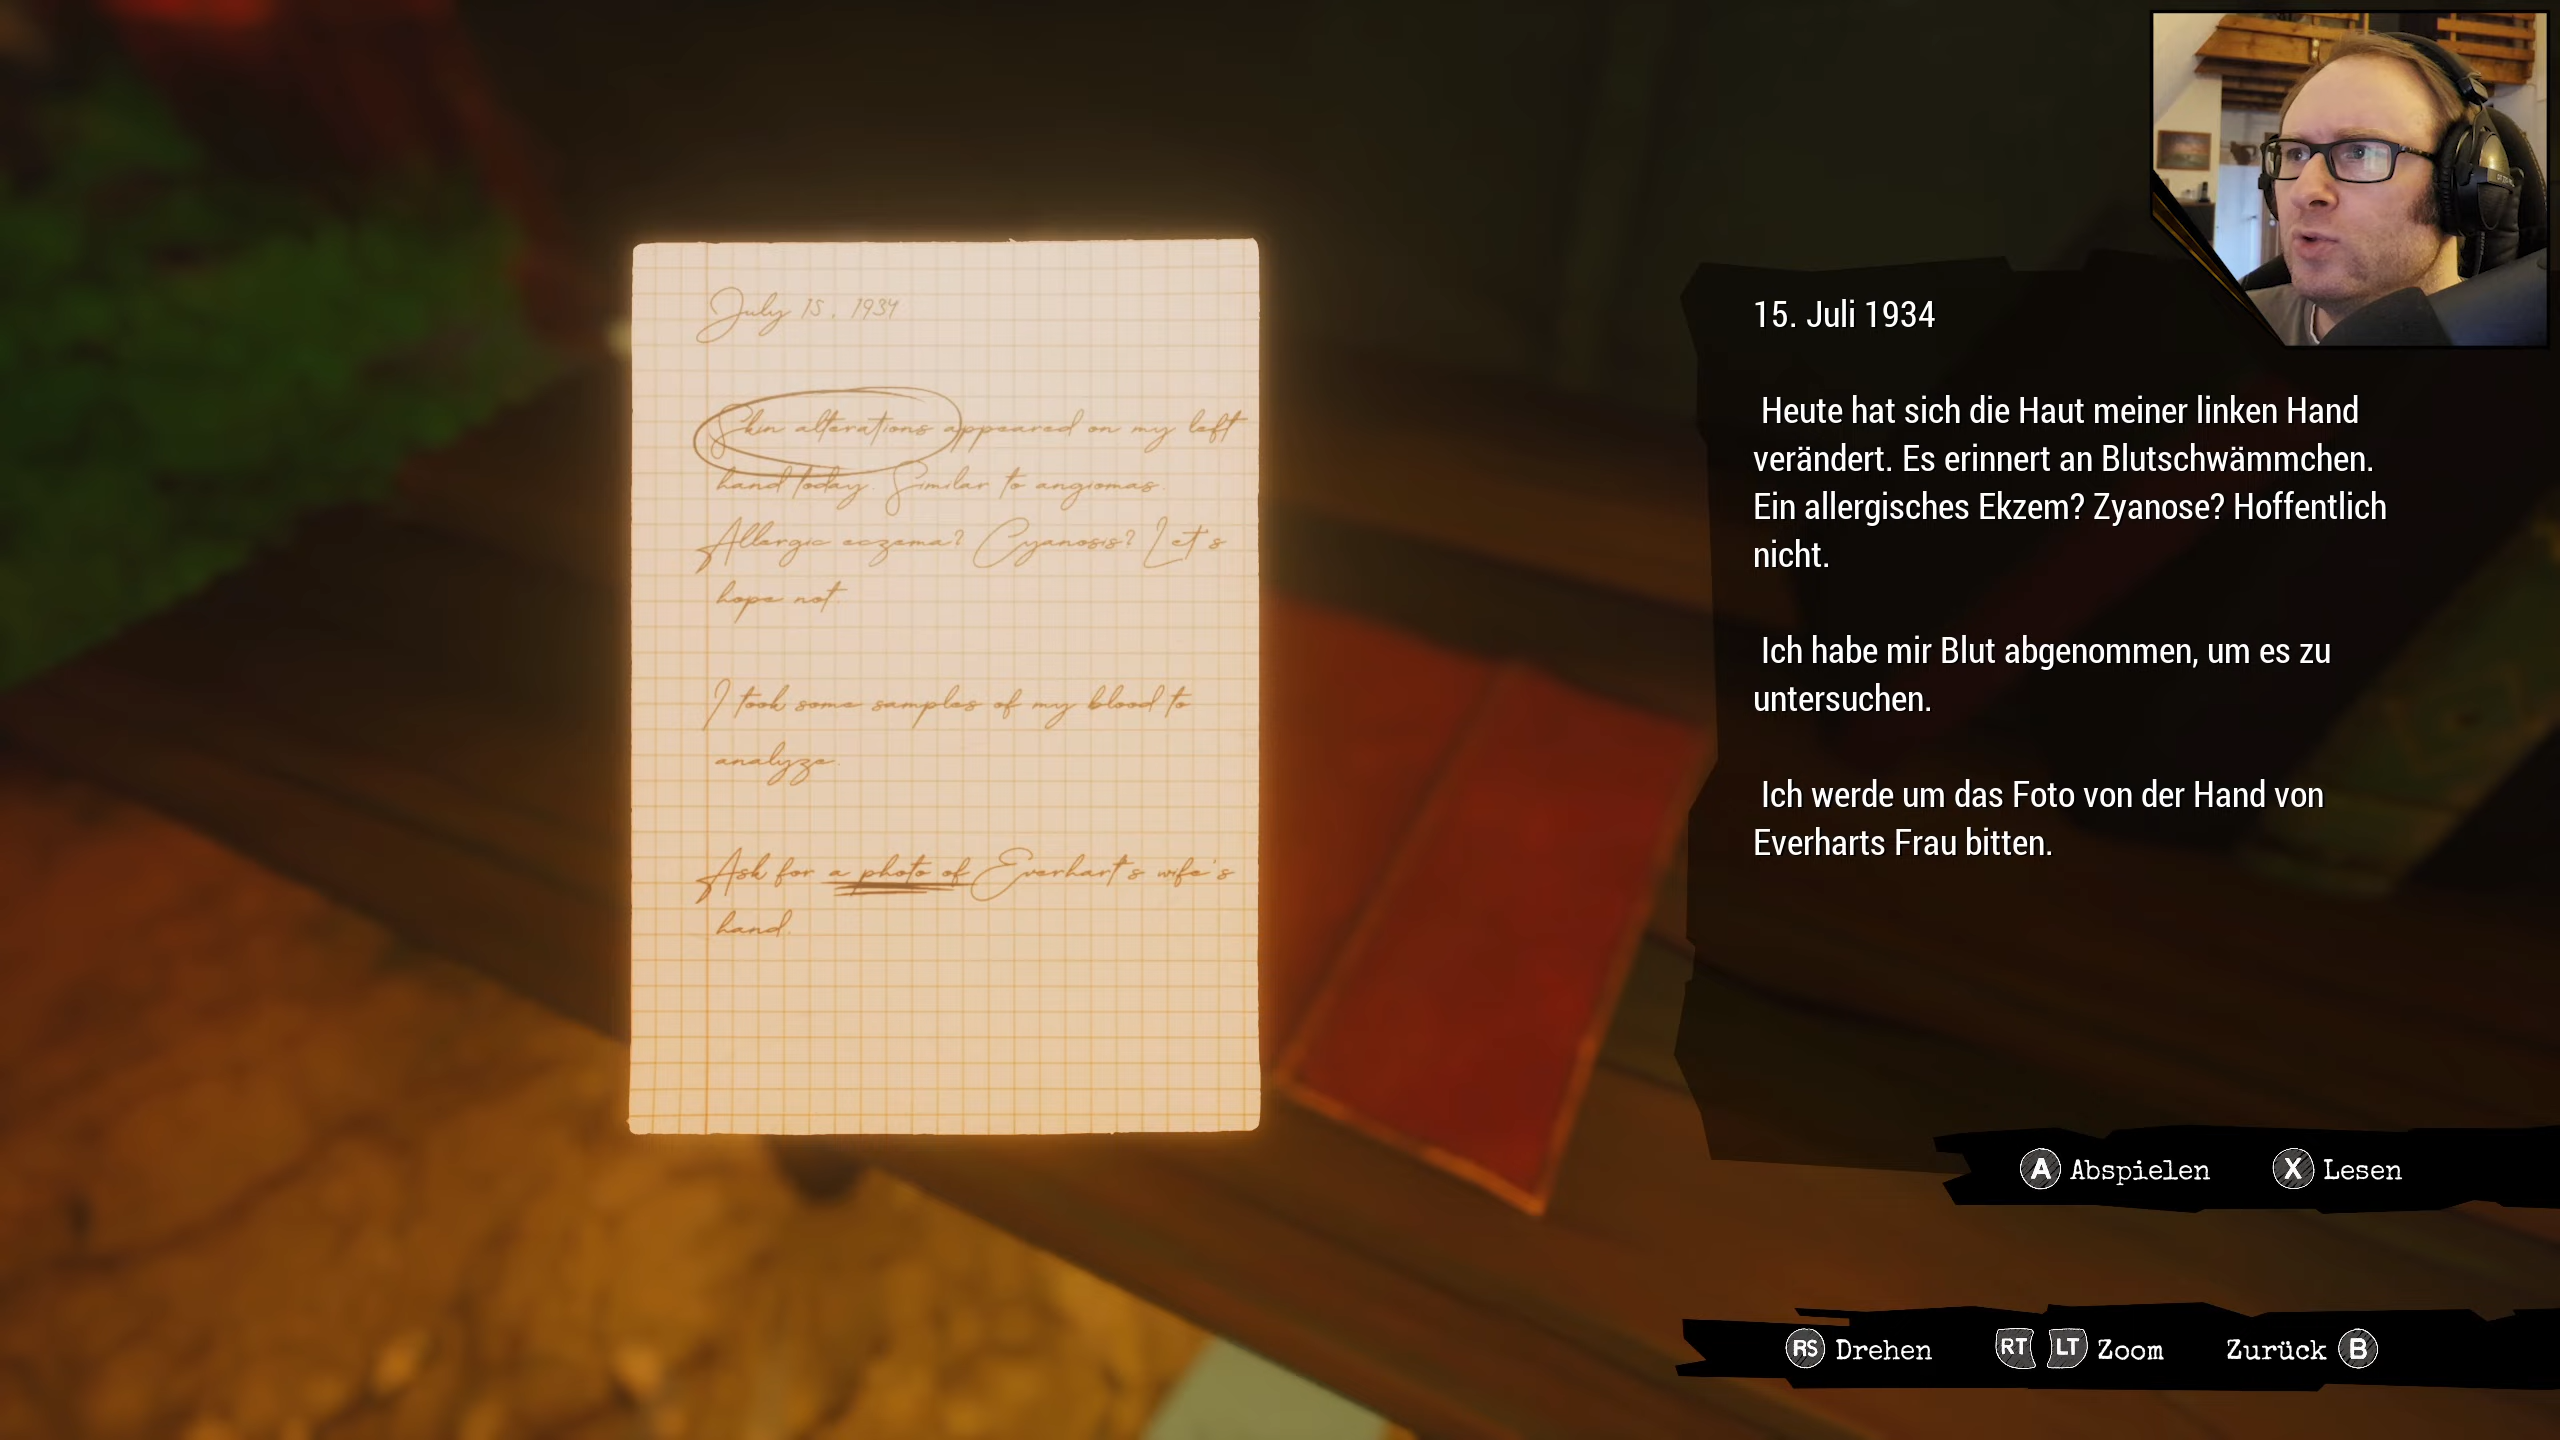 July 15, 1934
Skin alterations appeared on my left
hand today. Similar to angiomas.
Allergic eczema? Cyanosis? Let's
hope not.
I took some samples of my blood to
analyze.
Ask for a photo of Everhart's wife's
hand.
15. Juli 1934
Heute hat sich die Haut meiner linken Hand
verändert. Es erinnert an Blutschwämmchen.
Ein allergisches Ekzem? Zyanose? Hoffentlich
nicht.
Ich habe mir Blut abgenommen, um es zu
untersuchen.
Ich werde um das Foto von der Hand von
Everharts Frau bitten.
A Abspielen X Lesen
RS Drehen RT LT Zoom Zurück B